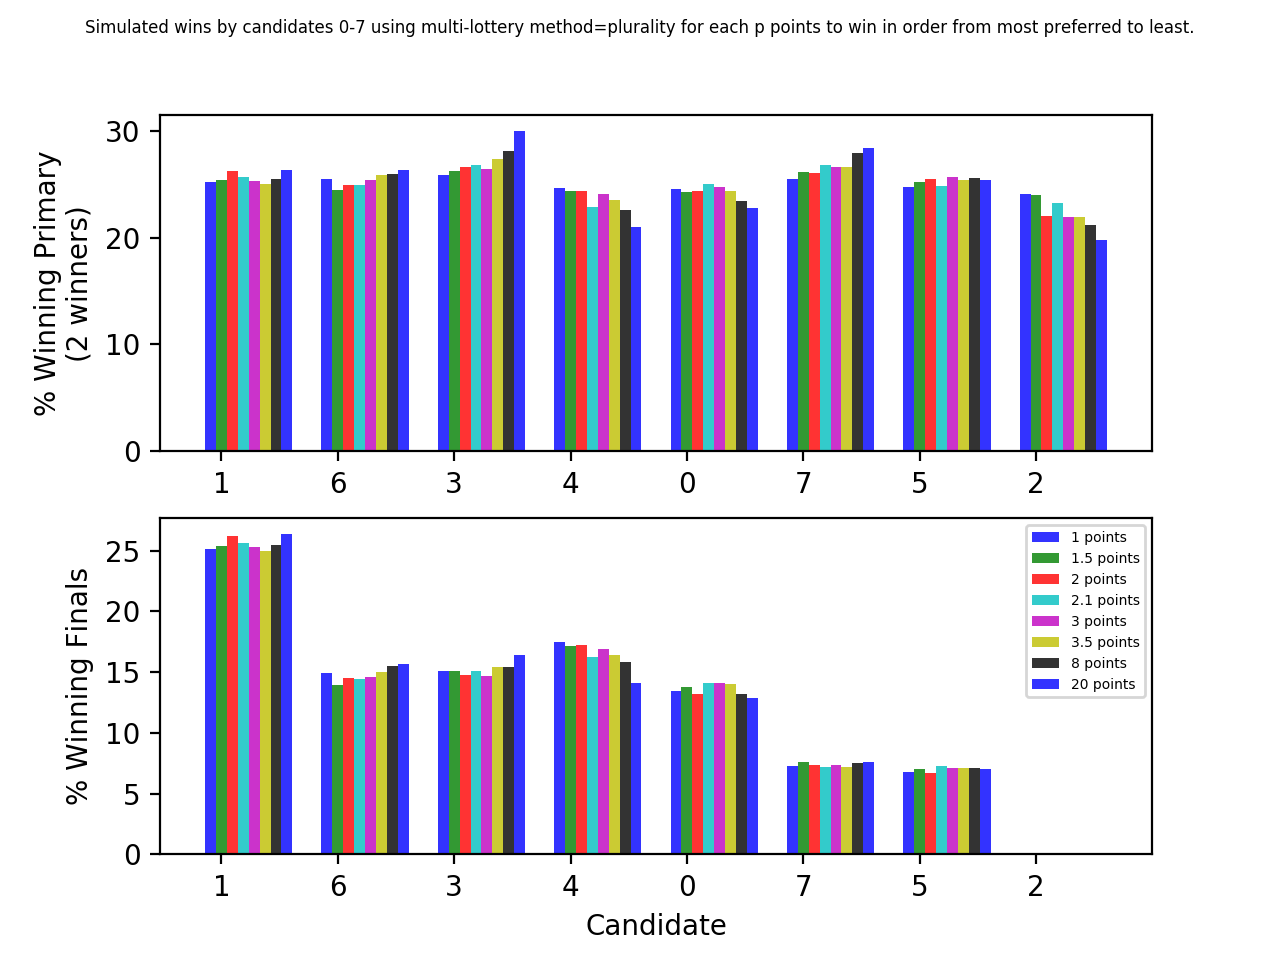 Simulated wins by candidates 0-7 using multi-lottery method=plurality for each p points to win in order from most preferred to least.
% Winning Primary
(2 winners)
30
20
10
0
1 6 3 4 0 7 5 2
% Winning Finals
25
20
15
10
5
0
1 points
1.5 points
2 points
2.1 points
3 points
3.5 points
8 points
20 points
1 6 3 4 0 7 5 2
Candidate